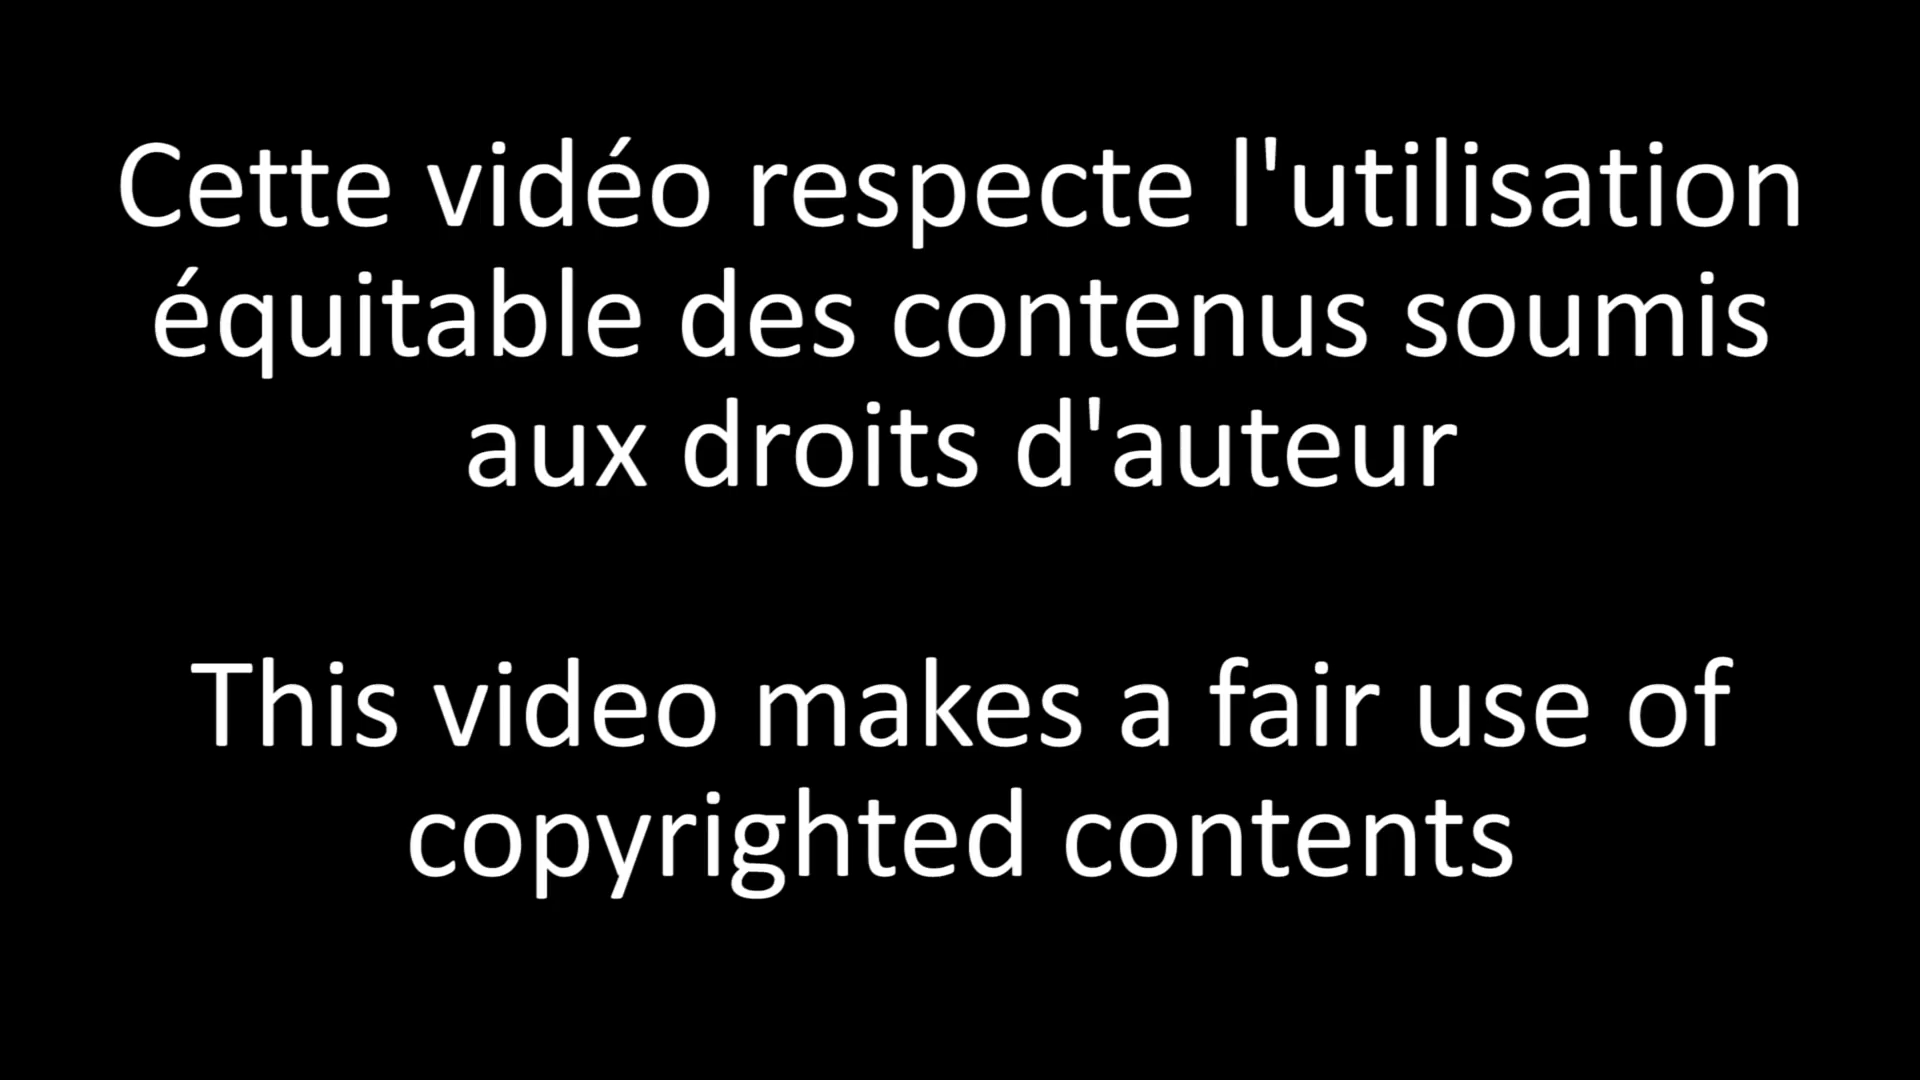 Cette vidéo respecte l'utilisation
équitable des contenus soumis
aux droits d'auteur
This video makes a fair use of
copyrighted contents